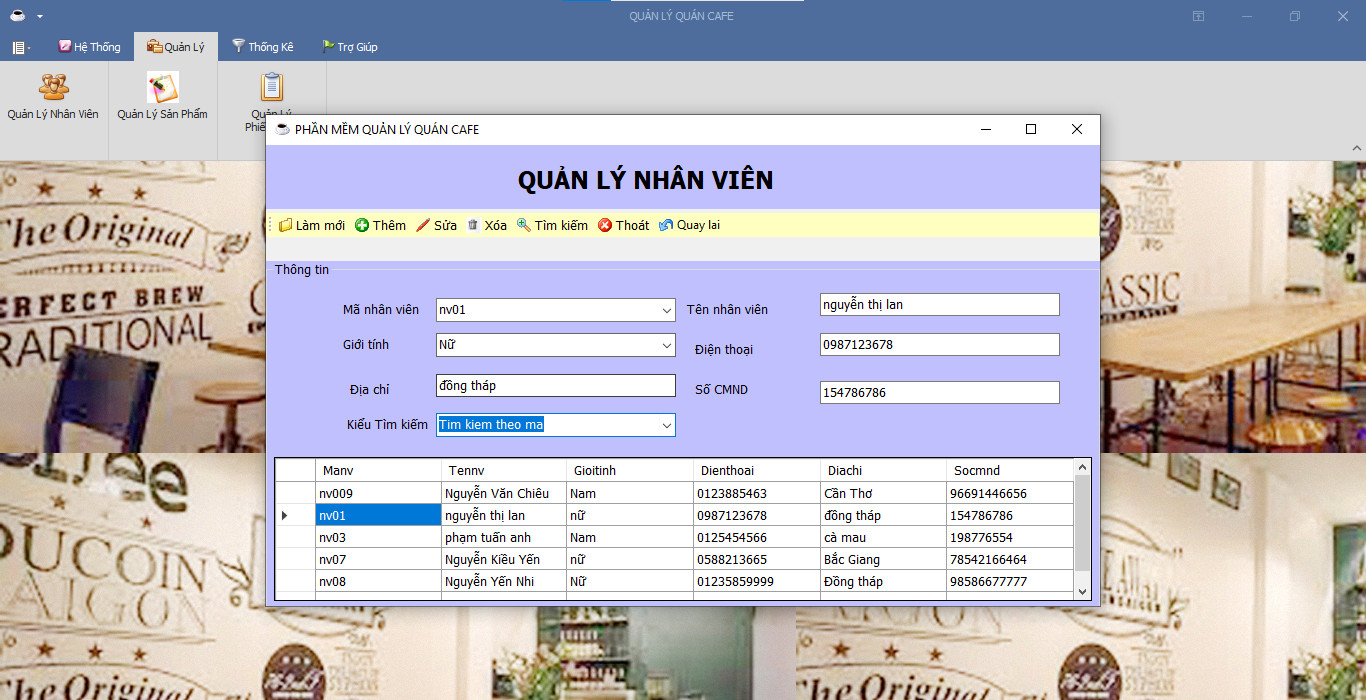 QUẢN LÝ QUÁN CAFE
Hệ Thống Quản Lý Thống Kê Trợ Giúp
Quản Lý Nhân Viên Quản Lý Sản Phẩm Quản Lý
PHẦN MỀM QUẢN LÝ QUÁN CAFE
QUẢN LÝ NHÂN VIÊN
Làm mới Thêm Sửa Xóa Tìm kiếm Thoát Quay lai
Thông tin
Mã nhân viên nv01 Tên nhân viên nguyễn thị lan
Giới tính Nữ Điện thoại 0987123678
Địa chỉ đồng tháp Số CMND 154786786
Kiểu Tìm kiếm Tim kiem theo ma
Manv Tennv Gioitinh Dienthoai Diachi Socmnd
nv009 Nguyễn Văn Chiêu Nam 0123885463 Cần Thơ 96691446656
nv01 nguyễn thị lan nữ 0987123678 đồng tháp 154786786
nv03 phạm tuấn anh Nam 0125454566 cà mau 198776554
nv07 Nguyễn Kiều Yến nữ 0588213665 Bắc Giang 78542166464
nv08 Nguyễn Yến Nhi Nữ 01235859999 Đồng tháp 98586677777
The Original
PERFECT BREW
TRADITIONAL
CLASSIC
coffee
DUCOIN
SAIGON
The Original
The Original